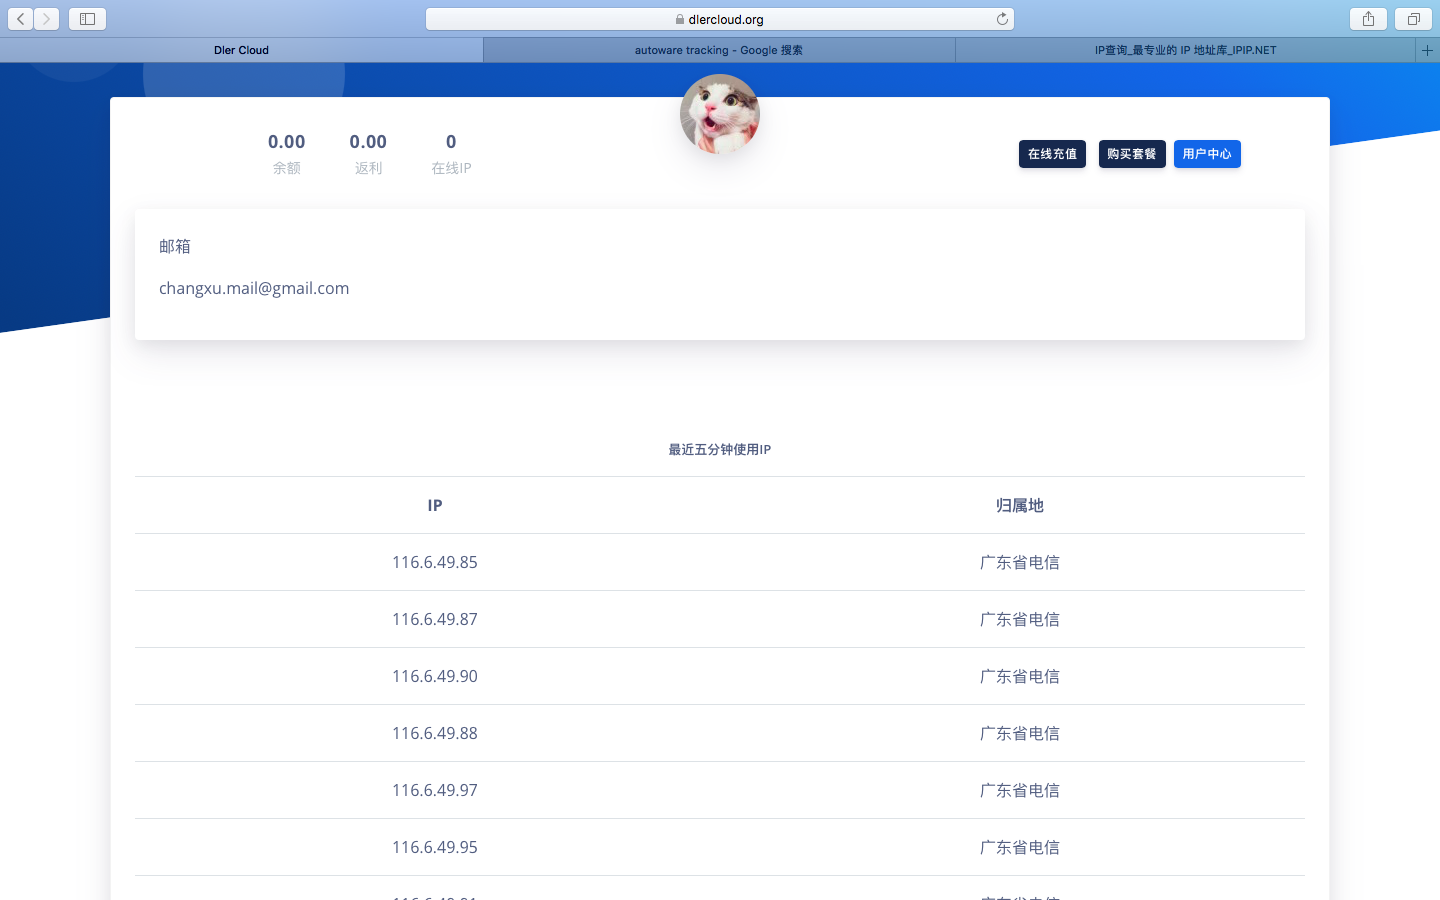 dlercloud.org
Dler Cloud
autoware tracking - Google 搜索
IP查询_最专业的 IP 地址库_IPIP.NET
0.00
0.00
0
余额
返利
在线IP
在线充值
购买套餐
用户中心
邮箱
changxu.mail@gmail.com
最近五分钟使用IP
IP 归属地
116.6.49.85 广东省电信
116.6.49.87 广东省电信
116.6.49.90 广东省电信
116.6.49.88 广东省电信
116.6.49.97 广东省电信
116.6.49.95 广东省电信